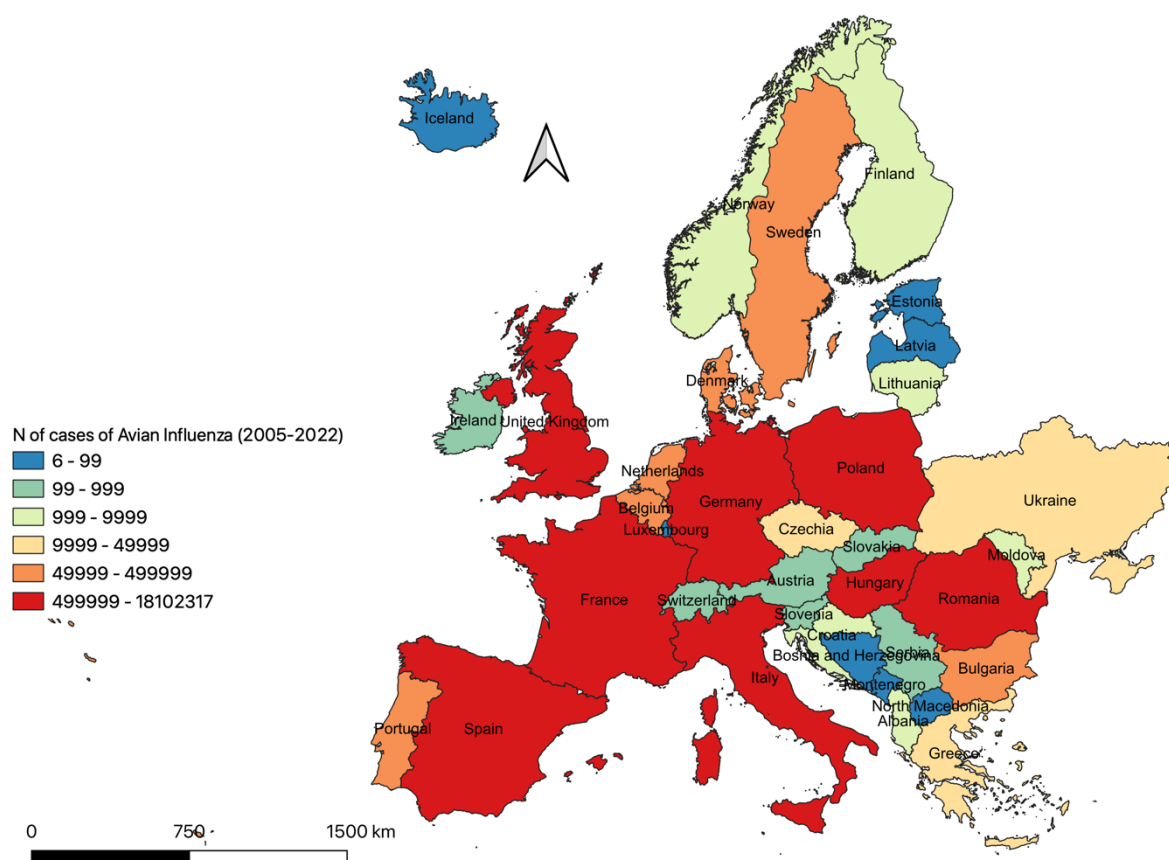 Iceland
Finland
Norway
Sweden
Estonia
Latvia
Denmark
Lithuania
Ireland
United Kingdom
N of cases of Avian Influenza (2005-2022)
6 - 99
99 - 999
999 - 9999
9999 - 49999
49999 - 499999
499999 - 18102317
Netherlands
Poland
Germany
Ukraine
Belgium
Luxembourg
Czechia
Slovakia
Moldova
Austria
Hungary
France
Switzerland
Romania
Slovenia
Croatia
Bosnia and Herzegovina
Serbia
Bulgaria
Italy
Montenegro
North Macedonia
Albania
Portugal
Spain
Greece
0 750 1500 km